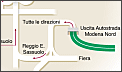 Tutte le direzioni
Uscita Autostrada
Modena Nord
Reggio E.
Sassuolo
Fiera